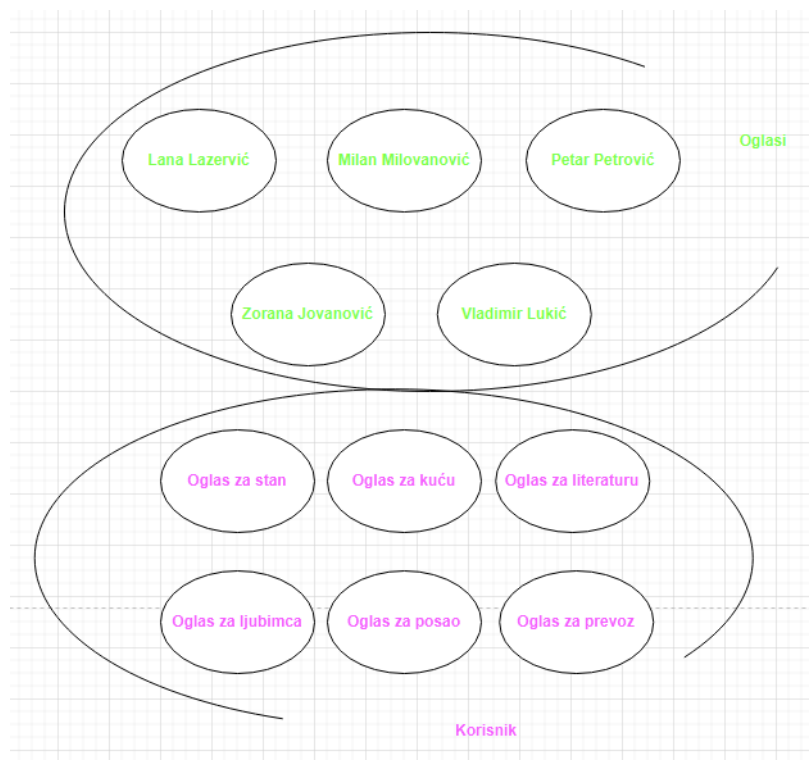 Oglasi
Lana Lazervić
Milan Milovanović
Petar Petrović
Zorana Jovanović
Vladimir Lukić
Oglas za stan
Oglas za kuću
Oglas za literaturu
Oglas za ljubimca
Oglas za posao
Oglas za prevoz
Korisnik